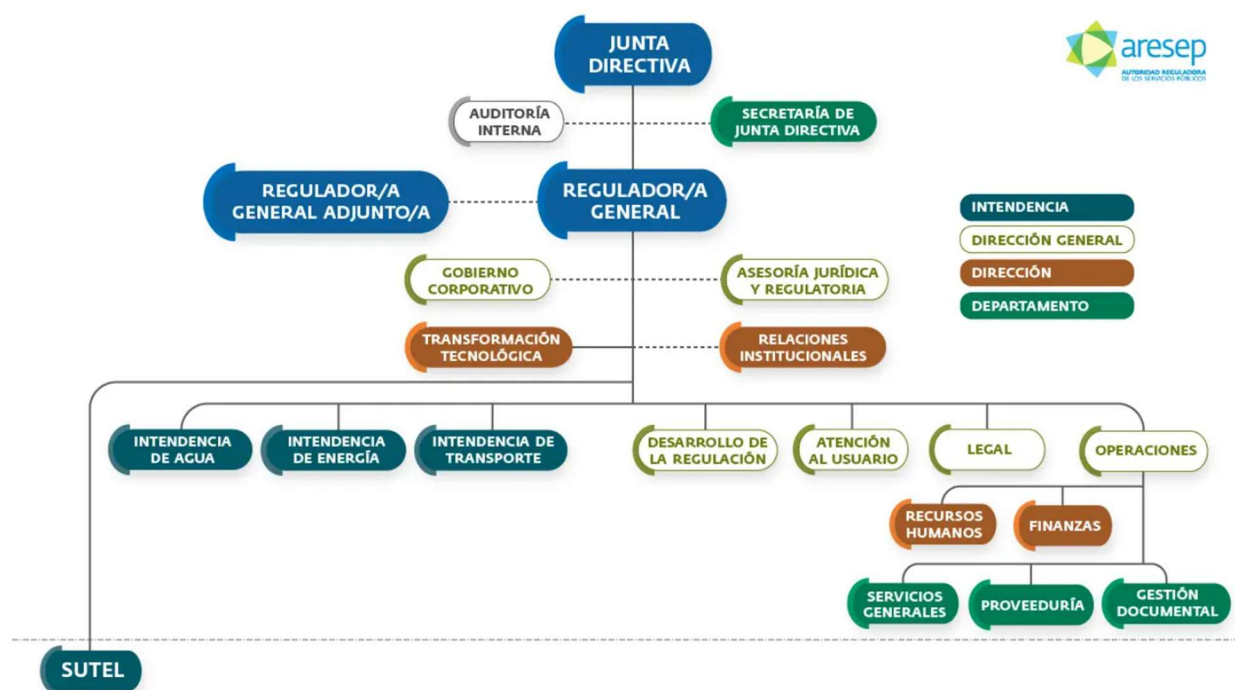 JUNTA
DIRECTIVA
aresep
AUTORIDAD REGULADORA
DE LOS SERVICIOS PÚBLICOS
AUDITORÍA
INTERNA
SECRETARÍA DE
JUNTA DIRECTIVA
REGULADOR/A
GENERAL ADJUNTO/A
REGULADOR/A
GENERAL
INTENDENCIA
DIRECCIÓN GENERAL
DIRECCIÓN
DEPARTAMENTO
GOBIERNO
CORPORATIVO
ASESORÍA JURÍDICA
Y REGULATORIA
TRANSFORMACIÓN
TECNOLÓGICA
RELACIONES
INSTITUCIONALES
INTENDENCIA
DE AGUA
INTENDENCIA
DE ENERGÍA
INTENDENCIA DE
TRANSPORTE
DESARROLLO DE
LA REGULACIÓN
ATENCIÓN
AL USUARIO
LEGAL
OPERACIONES
RECURSOS
HUMANOS
FINANZAS
SERVICIOS
GENERALES
PROVEEDURÍA
GESTIÓN
DOCUMENTAL
SUTEL